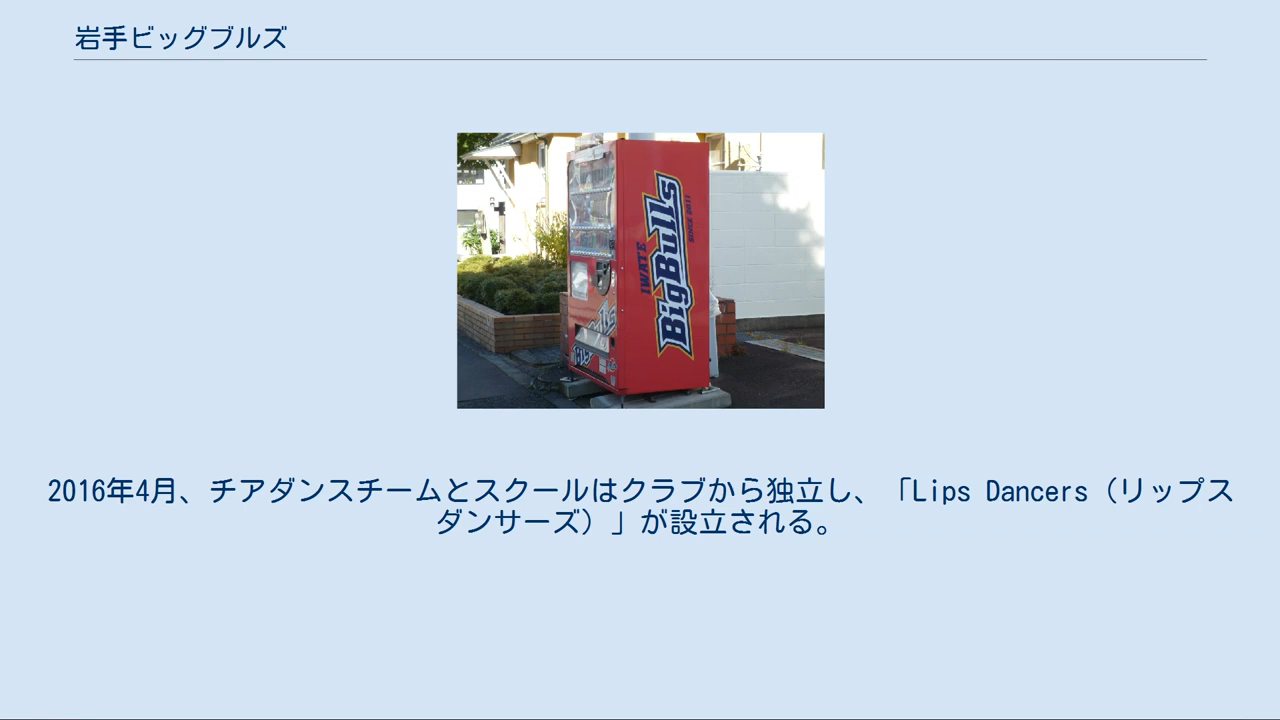 岩手ビッグブルズ
IWATE
BigBulls
SINCE 2011
2016年4月、チアダンスチームとスクールはクラブから独立し、「Lips Dancers（リップス
ダンサーズ）」が設立される。